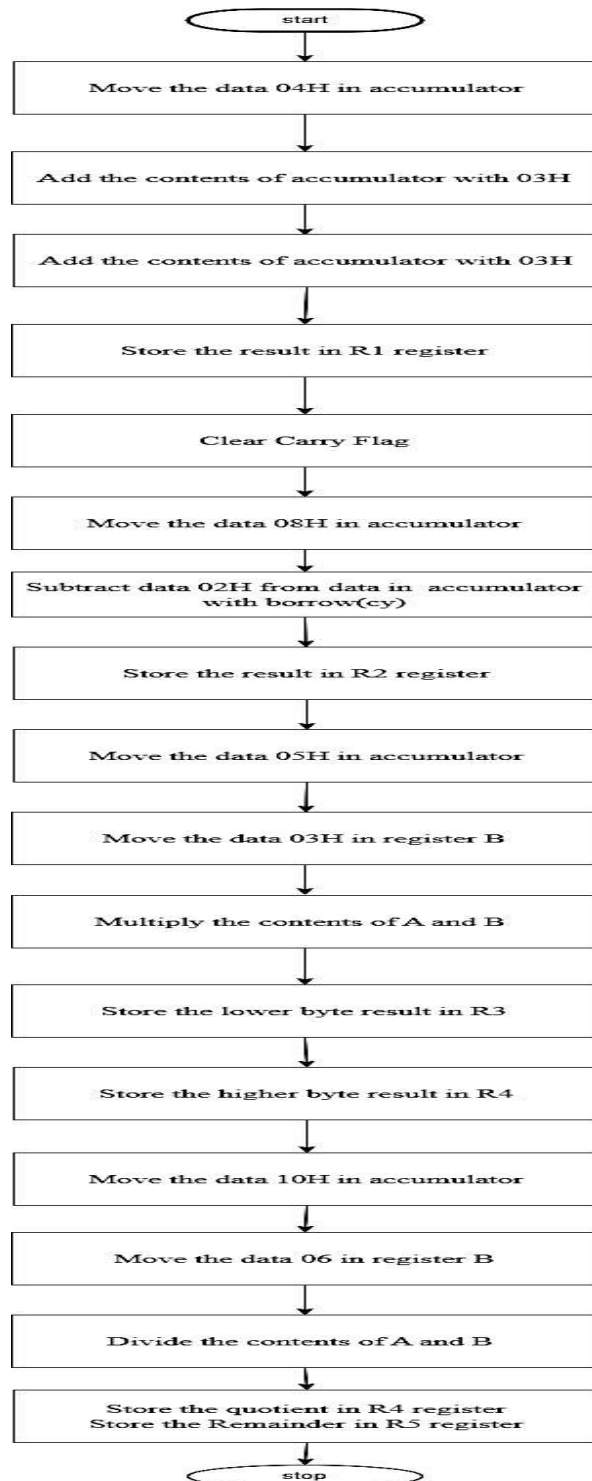 start
Move the data 04H in accumulator
Add the contents of accumulator with 03H
Add the contents of accumulator with 03H
Store the result in R1 register
Clear Carry Flag
Move the data 08H in accumulator
Subtract data 02H from data in accumulator
with borrow(cy)
Store the result in R2 register
Move the data 05H in accumulator
Move the data 03H in register B
Multiply the contents of A and B
Store the lower byte result in R3
Store the higher byte result in R4
Move the data 10H in accumulator
Move the data 06 in register B
Divide the contents of A and B
Store the quotient in R4 register
Store the Remainder in R5 register
stop